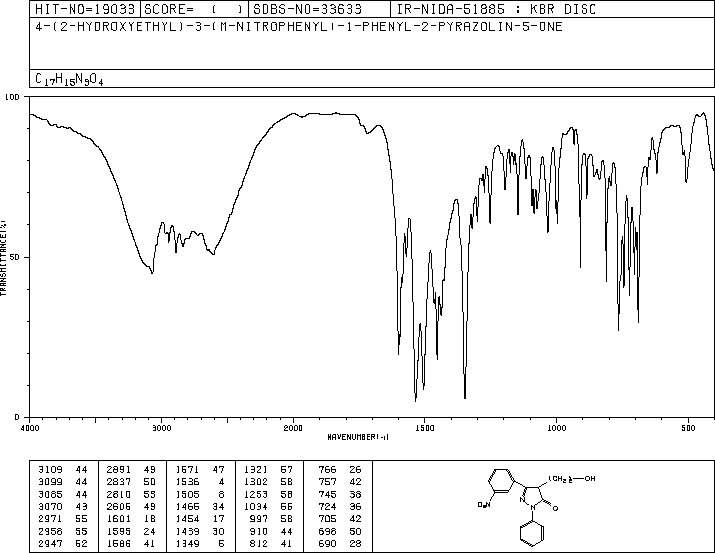 HIT-NO=19033 SCORE= ( ) SDBS-NO=33633 IR-NIDA-51885 : KBR DISC
4-(2-HYDROXYETHYL)-3-(M-NITROPHENYL)-1-PHENYL-2-PYRAZOLIN-5-ONE
C17H15N3O4
100
TRANSMITTANCE(%)
50
0
4000 3000 2000 1500 1000 500
WAVENUMBER(-1)
3109 44 2891 49 1571 47 1321 57 766 26
3099 44 2837 50 1536 4 1302 58 757 42
3085 44 2810 55 1505 8 1253 58 745 38
3070 43 2606 49 1466 34 1034 55 724 36
2971 55 1601 18 1454 17 997 58 705 42
2958 55 1595 24 1439 30 910 44 698 50
2947 52 1586 41 1349 5 812 41 690 28
(CH2)2—OH
O2N
N
N
O